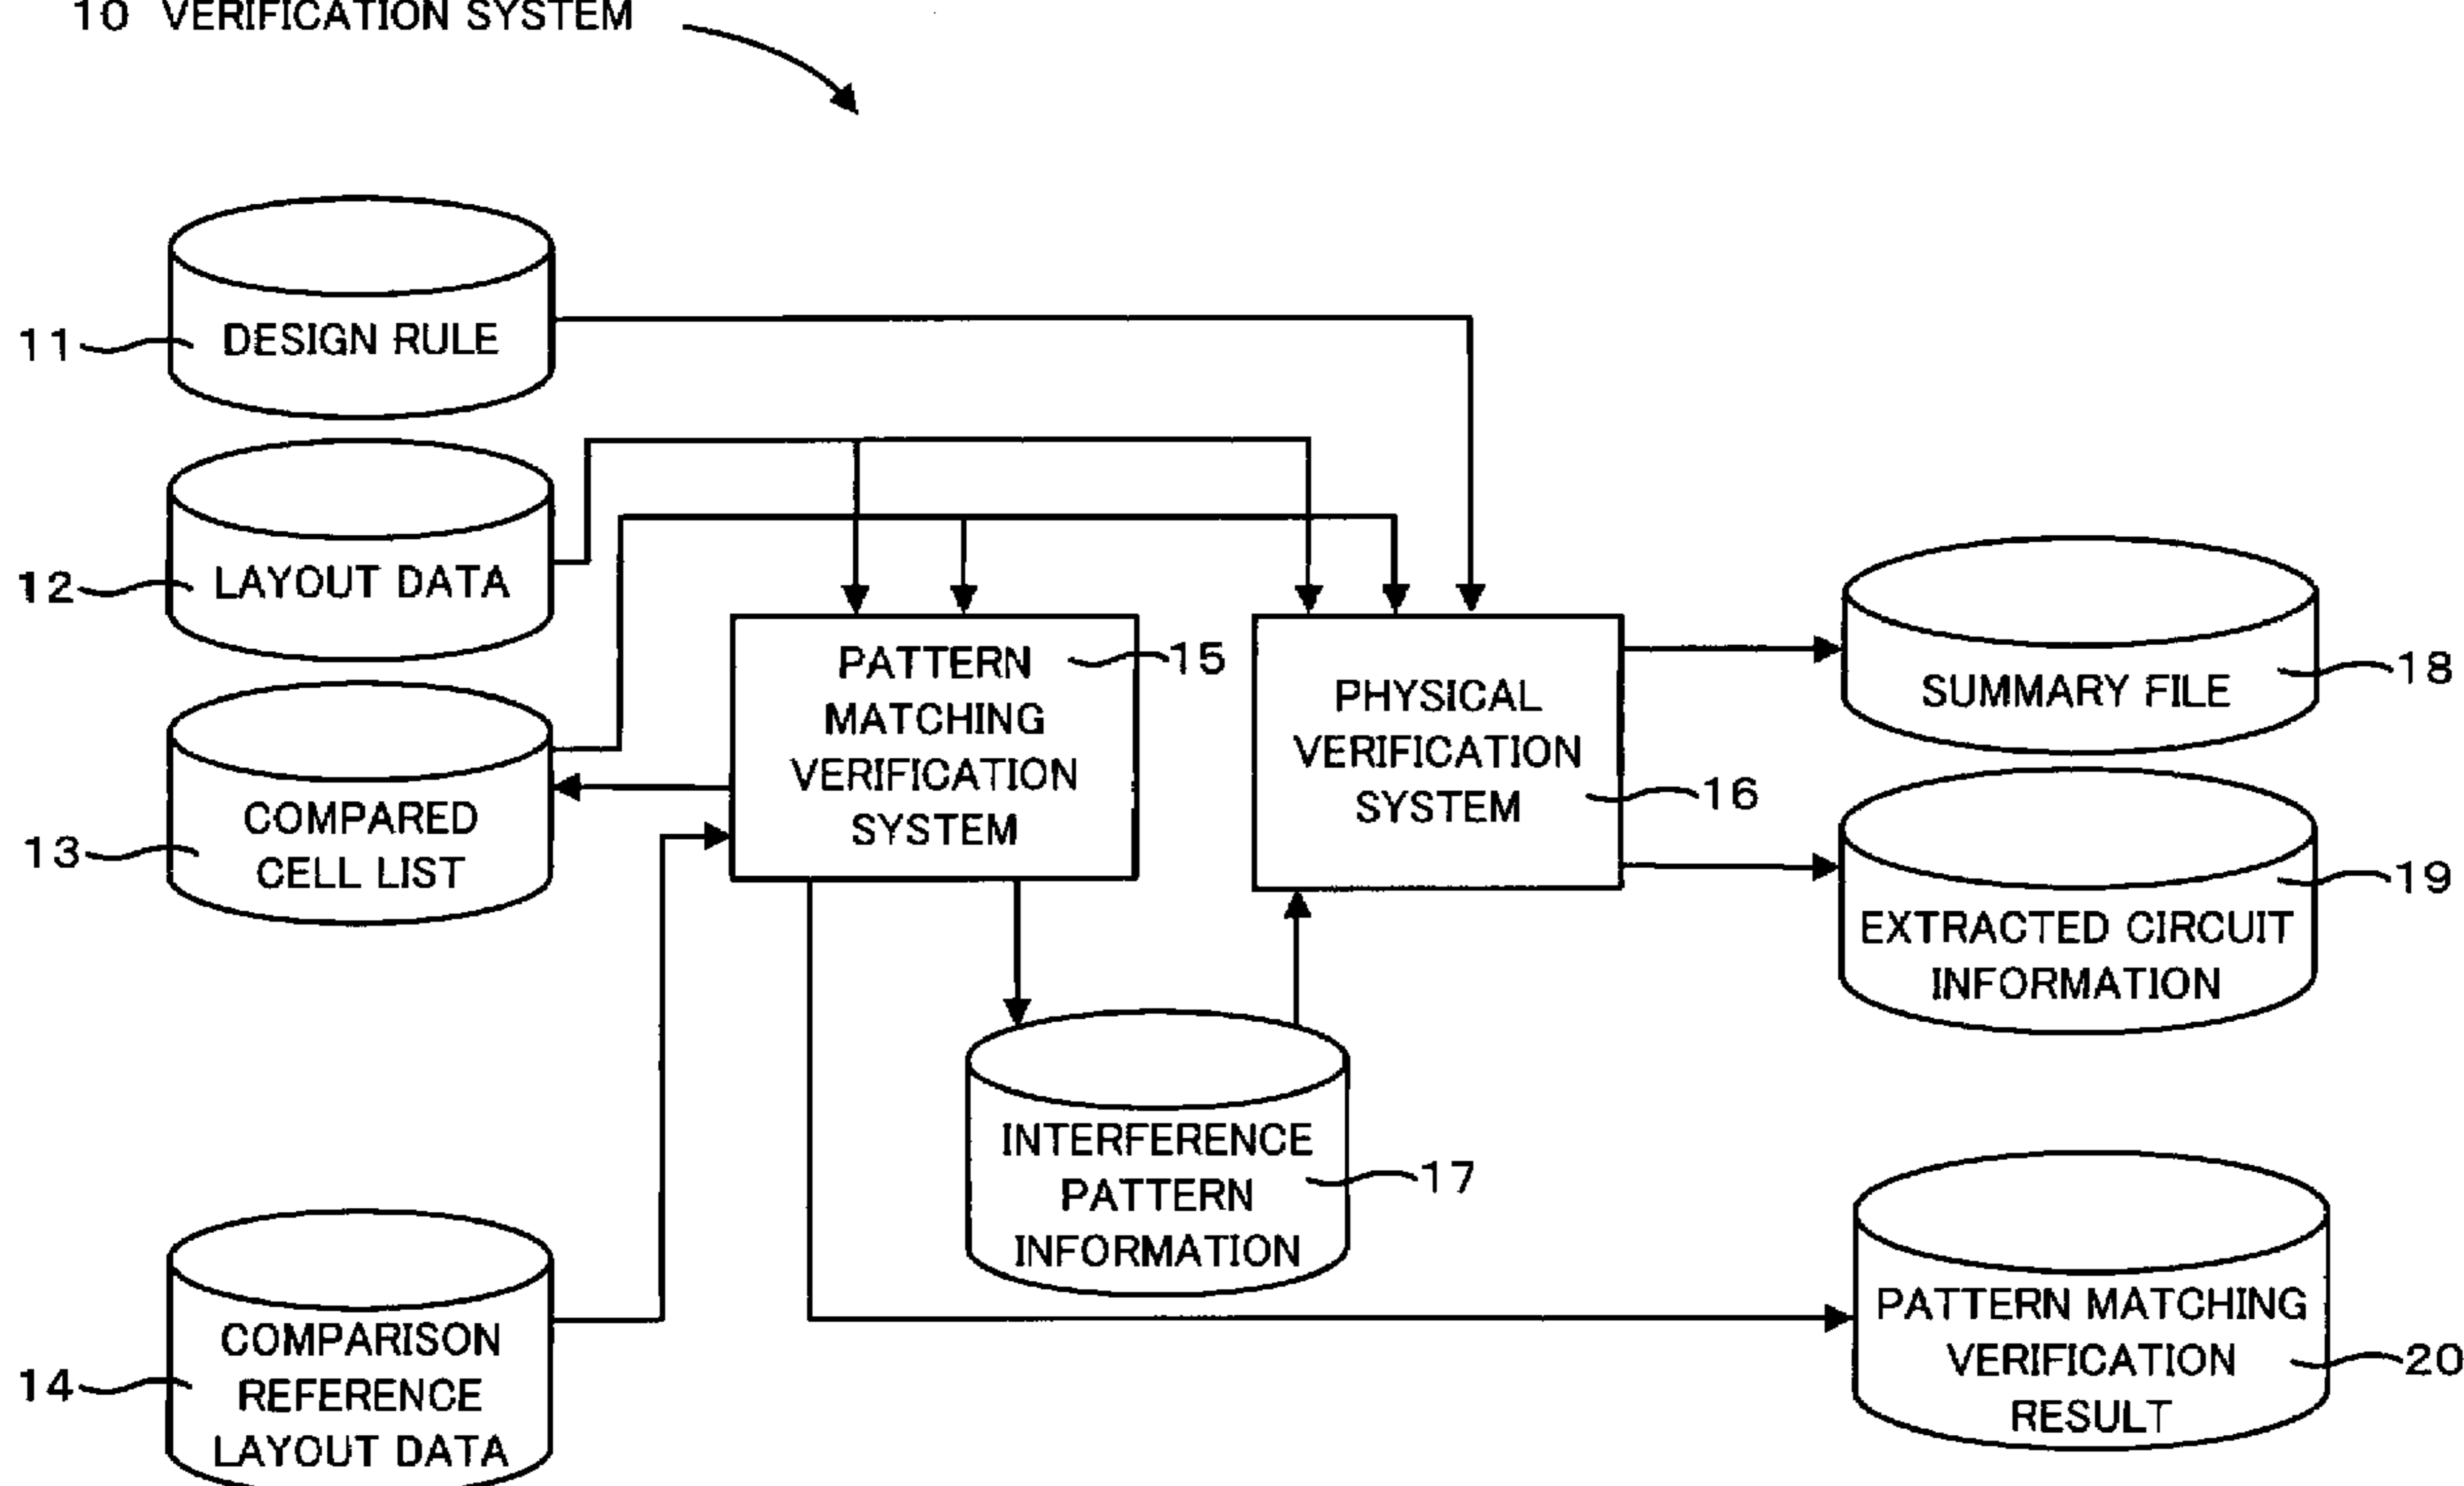 10 VERIFICATION SYSTEM
11
DESIGN RULE
12
LAYOUT DATA
13
COMPARED
CELL LIST
14
COMPARISON
REFERENCE
LAYOUT DATA
PATTERN
MATCHING
VERIFICATION
SYSTEM
15
PHYSICAL
VERIFICATION
SYSTEM
16
INTERFERENCE
PATTERN
INFORMATION
17
SUMMARY FILE
18
EXTRACTED CIRCUIT
INFORMATION
19
PATTERN MATCHING
VERIFICATION
RESULT
20